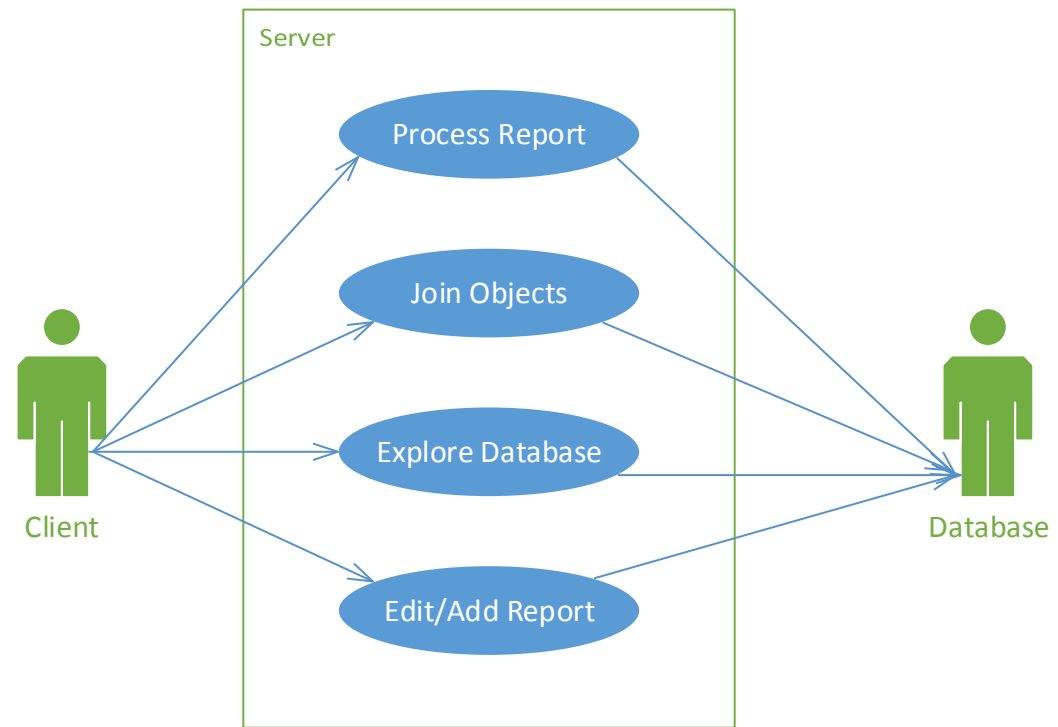 Server
Process Report
Join Objects
Explore Database
Edit/Add Report
Client
Database